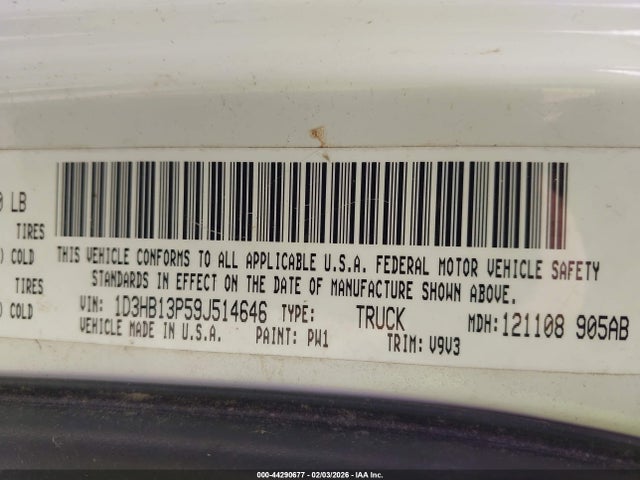 0 LB
TIRES
) COLD
TIRES
) COLD
THIS VEHICLE CONFORMS TO ALL APPLICABLE U.S.A. FEDERAL MOTOR VEHICLE SAFETY
STANDARDS IN EFFECT ON THE DATE OF MANUFACTURE SHOWN ABOVE.
VIN: 1D3HB13P59J514646 TYPE: TRUCK MDH: 121108 905AB
VEHICLE MADE IN U.S.A. PAINT: PW1 TRIM: V9V3
000-44290677 - 02/03/2026 - IAA Inc.